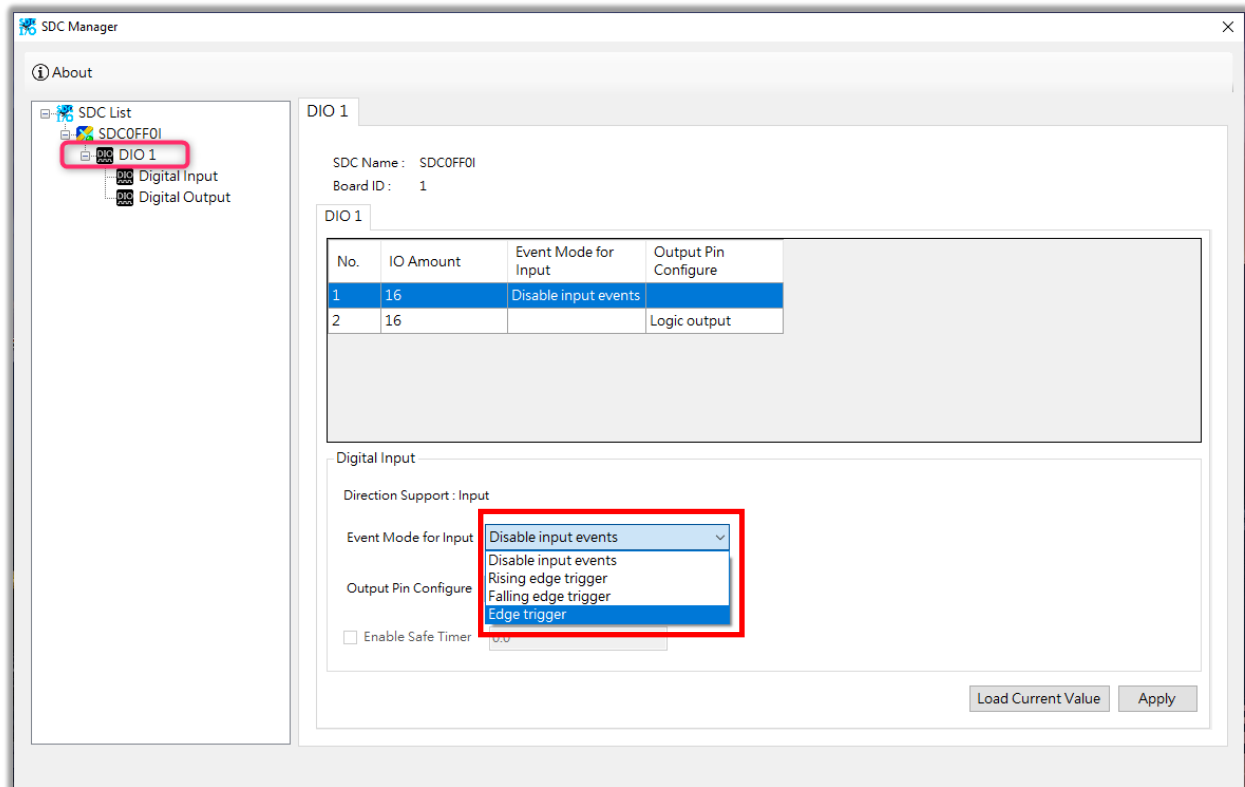 SDC Manager
About
SDC List
SDC0FF0I
DIO 1
Digital Input
Digital Output
DIO 1
SDC Name : SDC0FF0I
Board ID : 1
DIO 1
No. IO Amount Event Mode for Input Output Pin Configure
1 16 Disable input events
2 16 Logic output
Digital Input
Direction Support : Input
Event Mode for Input Disable input events
Disable input events
Rising edge trigger
Falling edge trigger
Edge trigger
Output Pin Configure
Enable Safe Timer 0.0
Load Current Value Apply